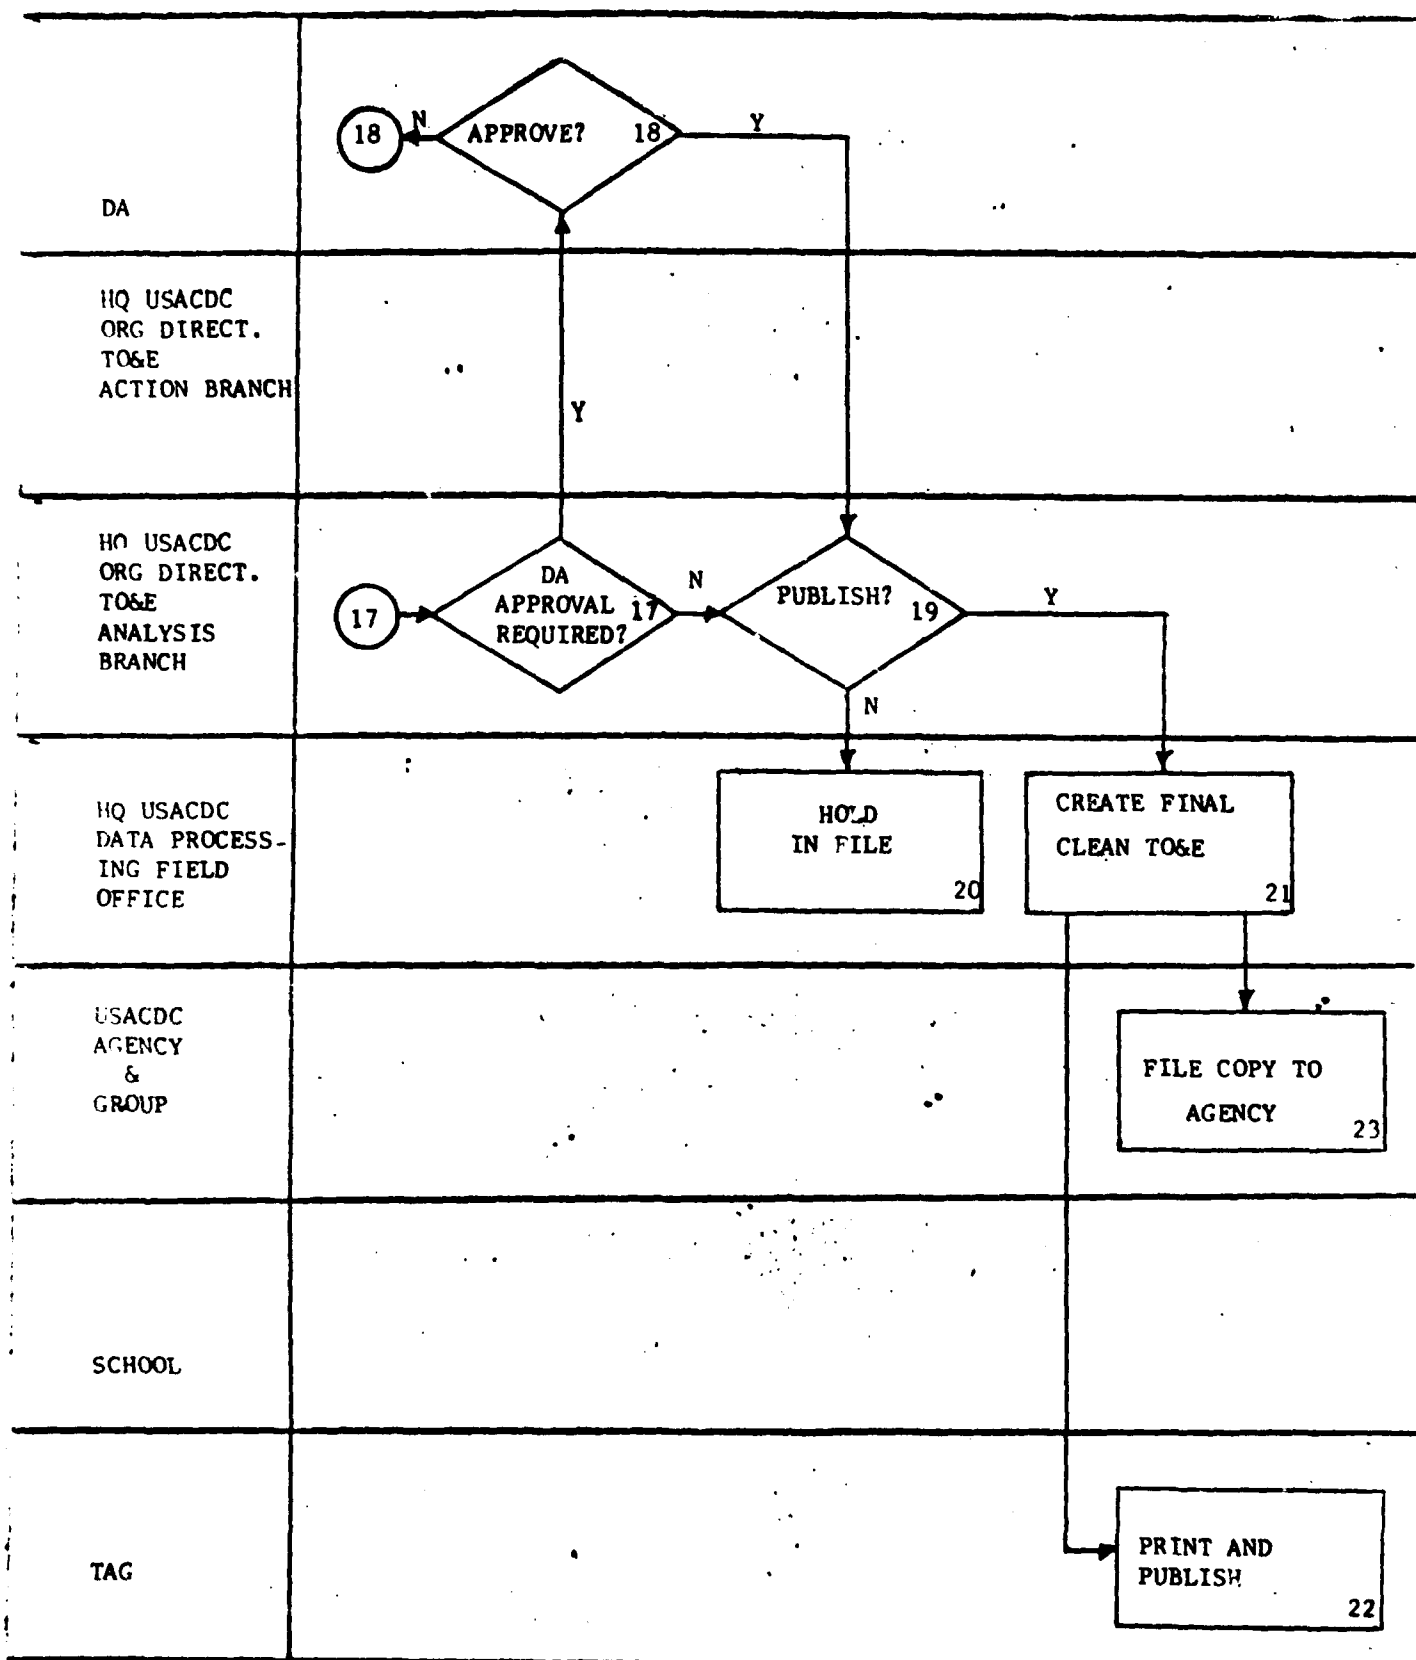 18
N
APPROVE? 18
Y
DA
HQ USACDC
ORG DIRECT.
TO&E
ACTION BRANCH
Y
HQ USACDC
ORG DIRECT.
TO&E
ANALYSIS
BRANCH
17
DA
APPROVAL 17
REQUIRED?
N
PUBLISH? 19
Y
N
HQ USACDC
DATA PROCESS-
ING FIELD
OFFICE
HOLD
IN FILE
20
CREATE FINAL
CLEAN TO&E
21
USACDC
AGENCY
&
GROUP
FILE COPY TO
AGENCY
23
SCHOOL
TAG
PRINT AND
PUBLISH
22